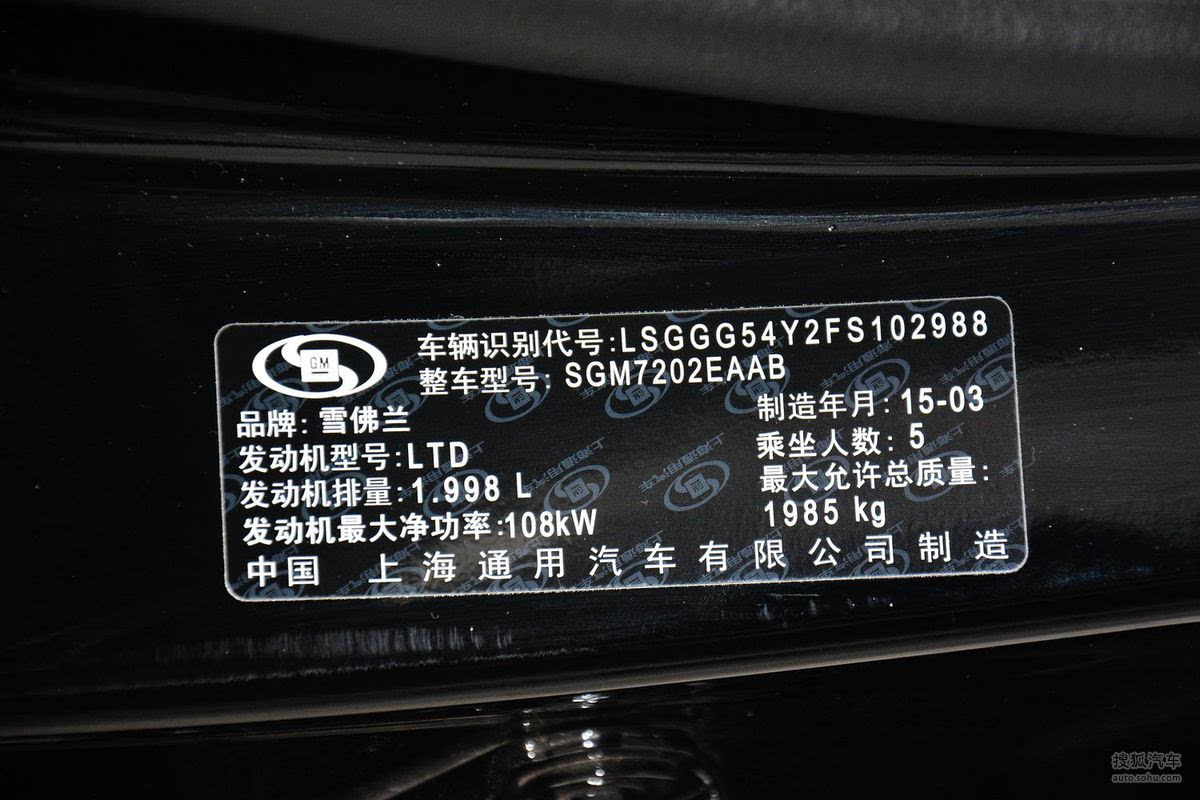 GM
车辆识别代号:LSGGG54Y2FS102988
整车型号: SGM7202EAAB
品牌: 雪佛兰
制造年月: 15-03
发动机型号:LTD
乘坐人数: 5
发动机排量:1.998 L
最大允许总质量:
1985 kg
发动机最大净功率:108kW
中国 上海通用汽车有限公司制造
搜狐汽车
auto.sohu.com